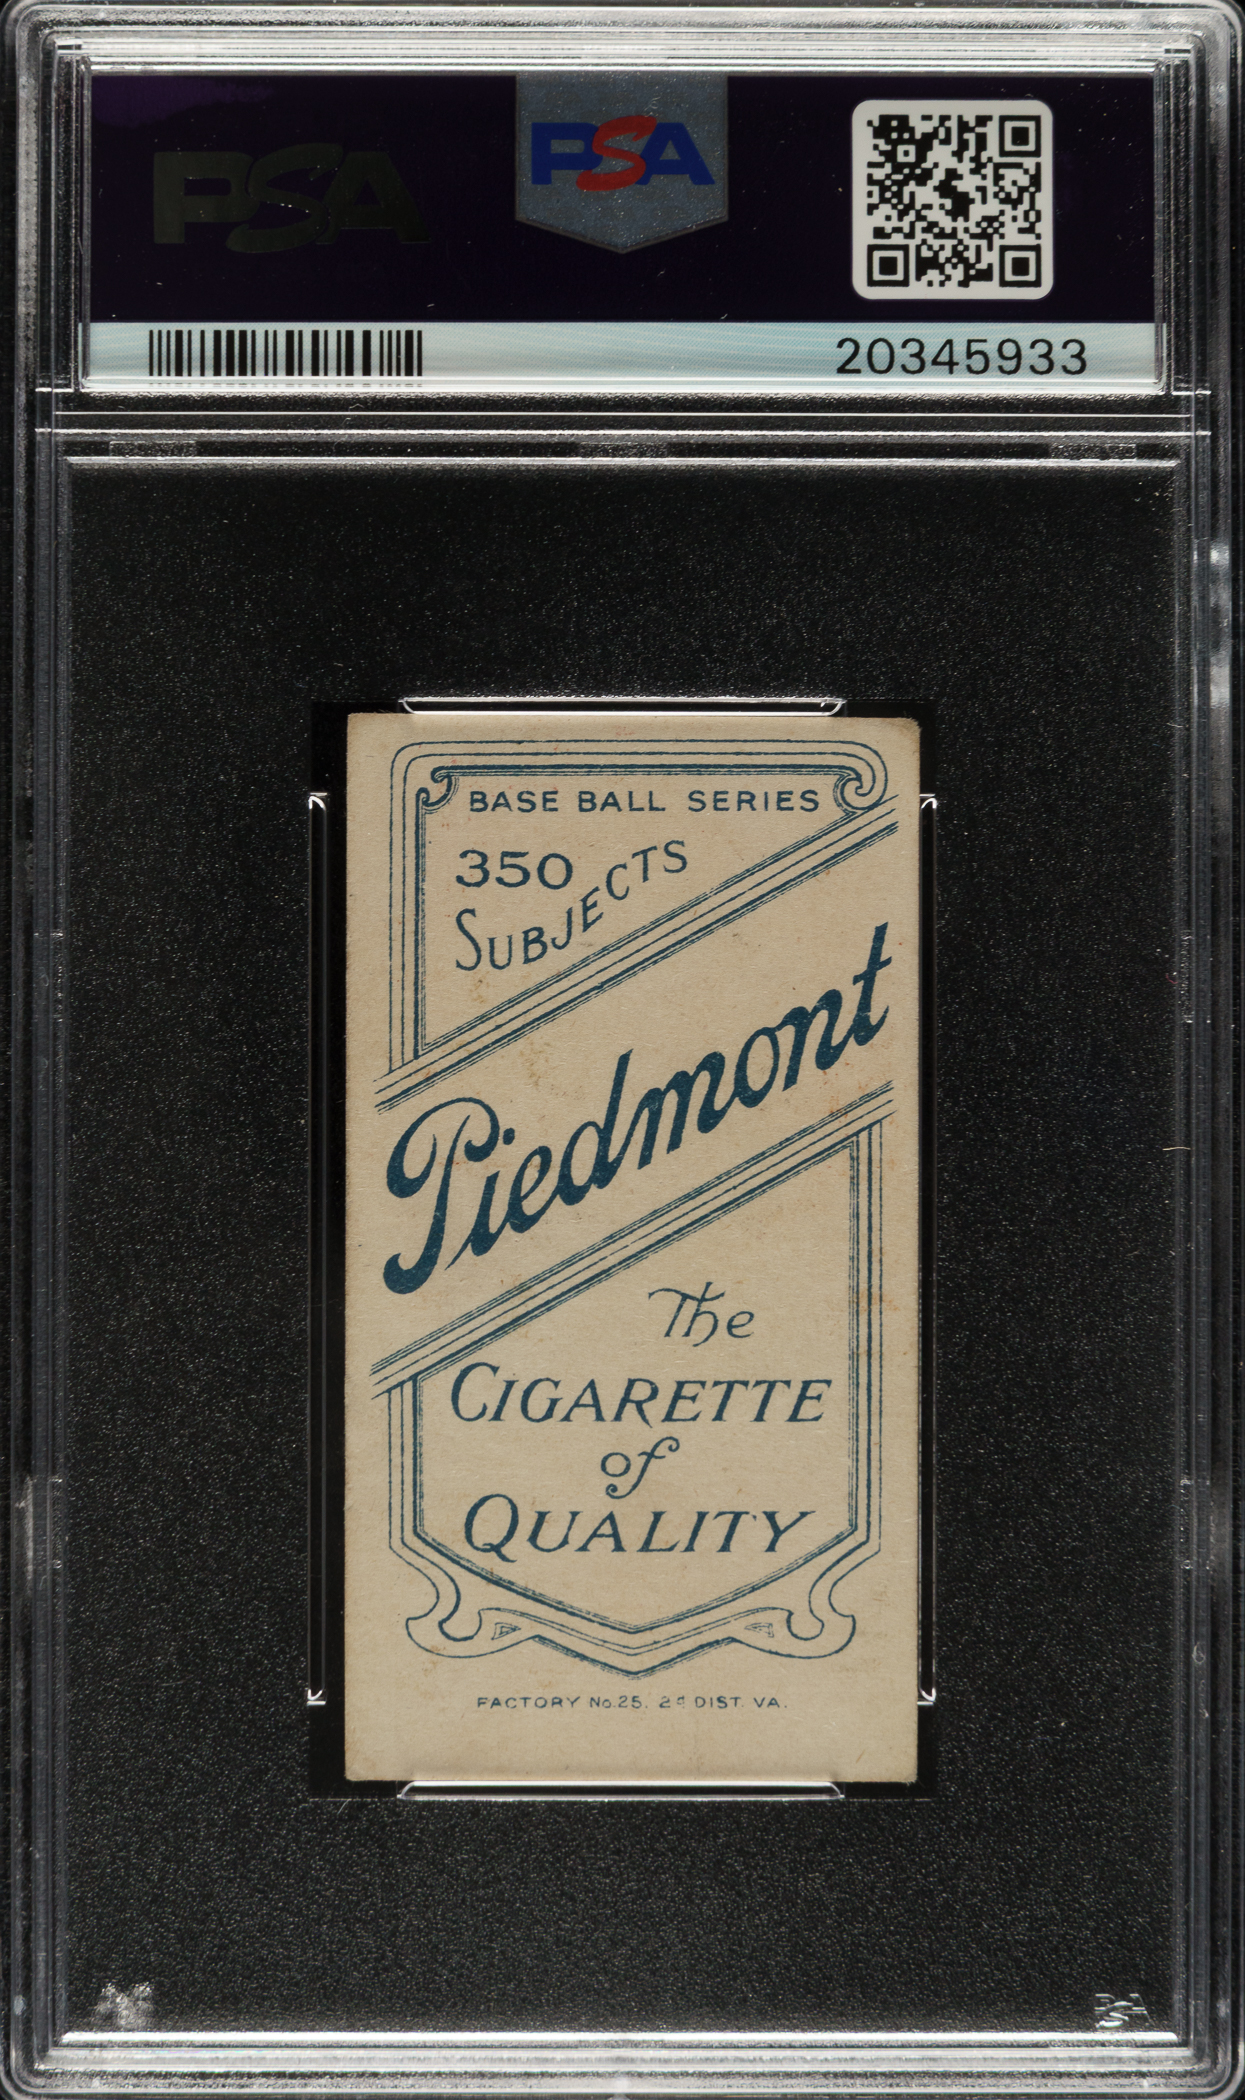 PSA
PSA
20345933
BASE BALL SERIES
350
SUBJECTS
Piedmont
The
CIGARETTE
of
QUALITY
FACTORY No.25. 2d DIST. VA.
PSA